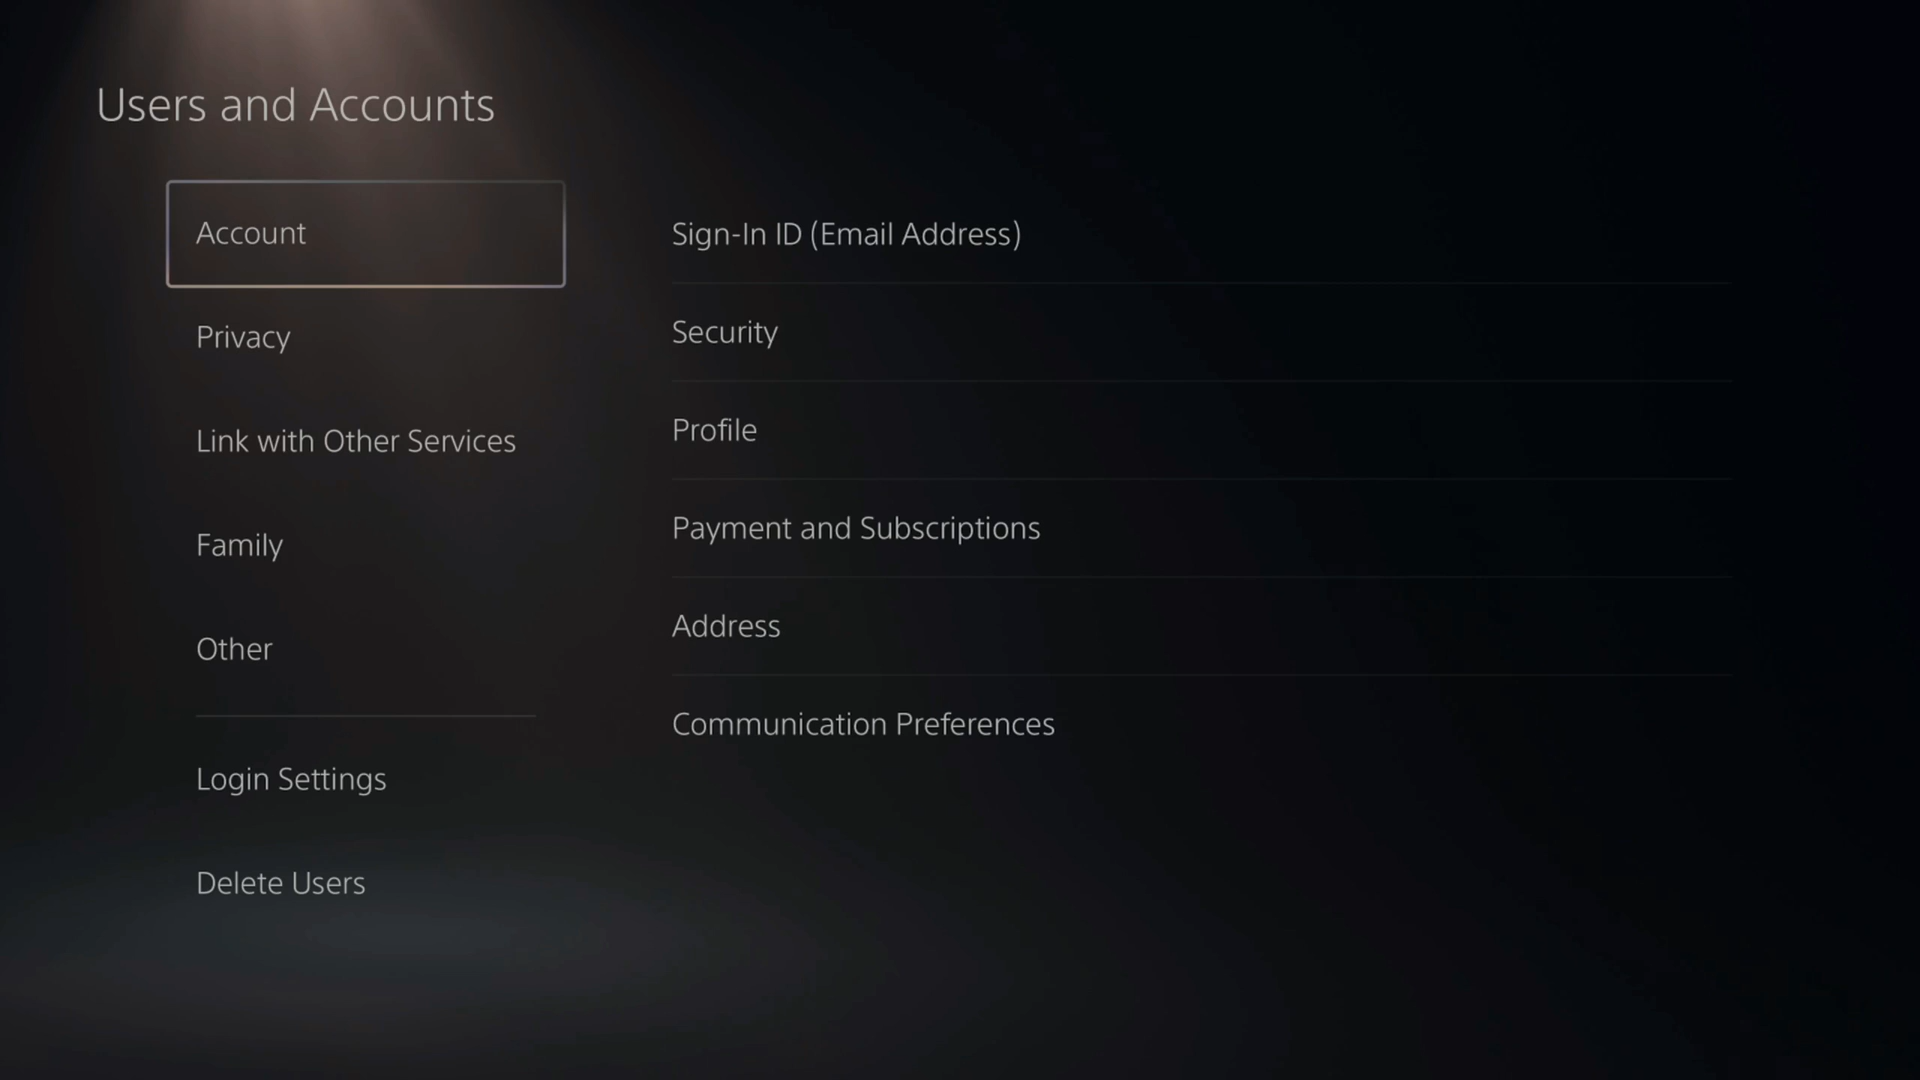 Users and Accounts
Account
Privacy
Link with Other Services
Family
Other
Login Settings
Delete Users
Sign-In ID (Email Address)
Security
Profile
Payment and Subscriptions
Address
Communication Preferences